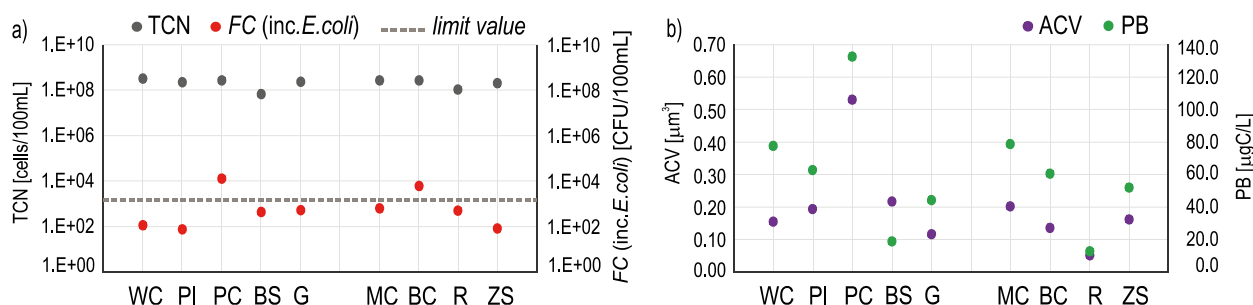 a)
TCN FC (inc.E.coli) limit value
TCN [cells/100mL]
1.E+10
1.E+08
1.E+06
1.E+04
1.E+02
1.E+00
1.E+10
1.E+08
1.E+06
1.E+04
1.E+02
1.E+00
FC (inc.E.coli) [CFU/100mL]
WC PI PC BS G MC BC R ZS
b)
ACV PB
ACV [µm³]
0.70
0.60
0.50
0.40
0.30
0.20
0.10
0.00
140.0
120.0
100.0
80.0
60.0
40.0
20.0
0.0
PB [µgC/L]
WC PI PC BS G MC BC R ZS